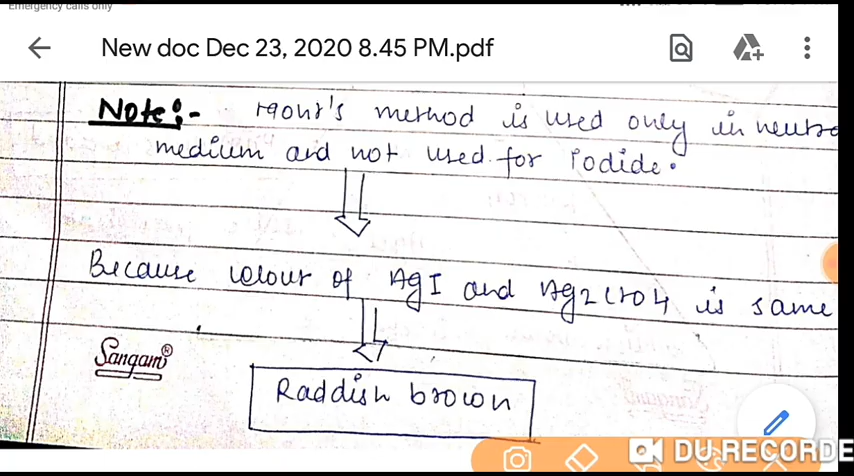 Emergency calls only
New doc Dec 23, 2020 8.45 PM.pdf
Note:- Mohr's method is used only in neutra
medium and not used for Iodide.
Because colour of AgI and Ag2CrO4 is same
Sangam®
Raddish brown
DU RECORDE